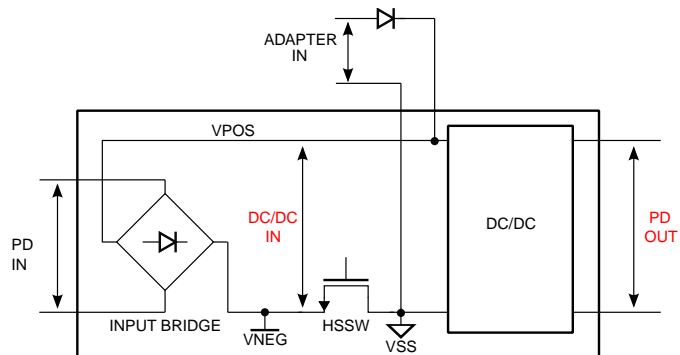 ADAPTER
IN
VPOS
PD
IN
DC/DC
IN
DC/DC
PD
OUT
INPUT BRIDGE
VNEG
HSSW
VSS